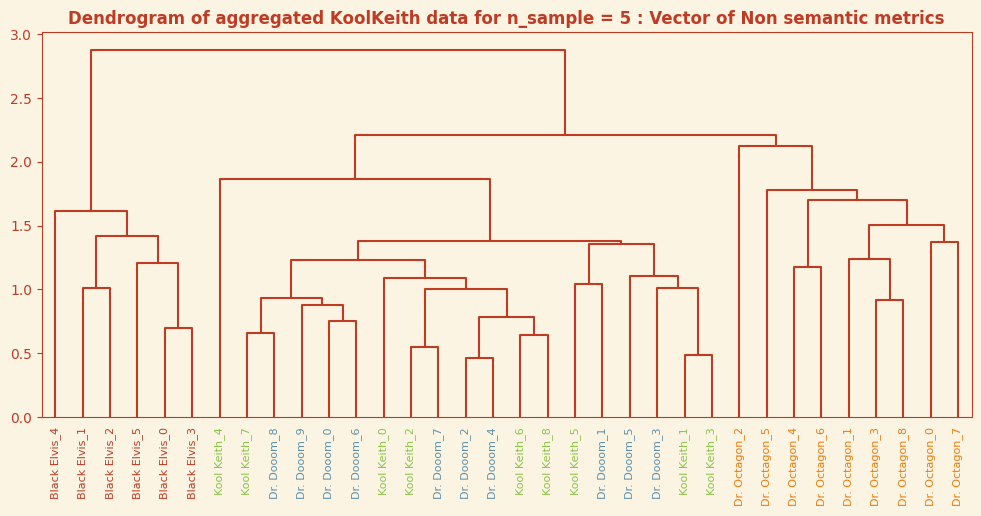 Dendrogram of aggregated KoolKeith data for n_sample = 5 : Vector of Non semantic metrics
3.0
2.5
2.0
1.5
1.0
0.5
0.0
Black Elvis_4
Black Elvis_1
Black Elvis_2
Black Elvis_5
Black Elvis_0
Black Elvis_3
Kool Keith_4
Kool Keith_7
Dr. Dooom_8
Dr. Dooom_9
Dr. Dooom_0
Dr. Dooom_6
Kool Keith_0
Kool Keith_2
Dr. Dooom_7
Dr. Dooom_2
Dr. Dooom_4
Kool Keith_6
Kool Keith_8
Kool Keith_5
Dr. Dooom_1
Dr. Dooom_5
Dr. Dooom_3
Kool Keith_1
Kool Keith_3
Dr. Octagon_2
Dr. Octagon_5
Dr. Octagon_4
Dr. Octagon_6
Dr. Octagon_1
Dr. Octagon_3
Dr. Octagon_8
Dr. Octagon_0
Dr. Octagon_7